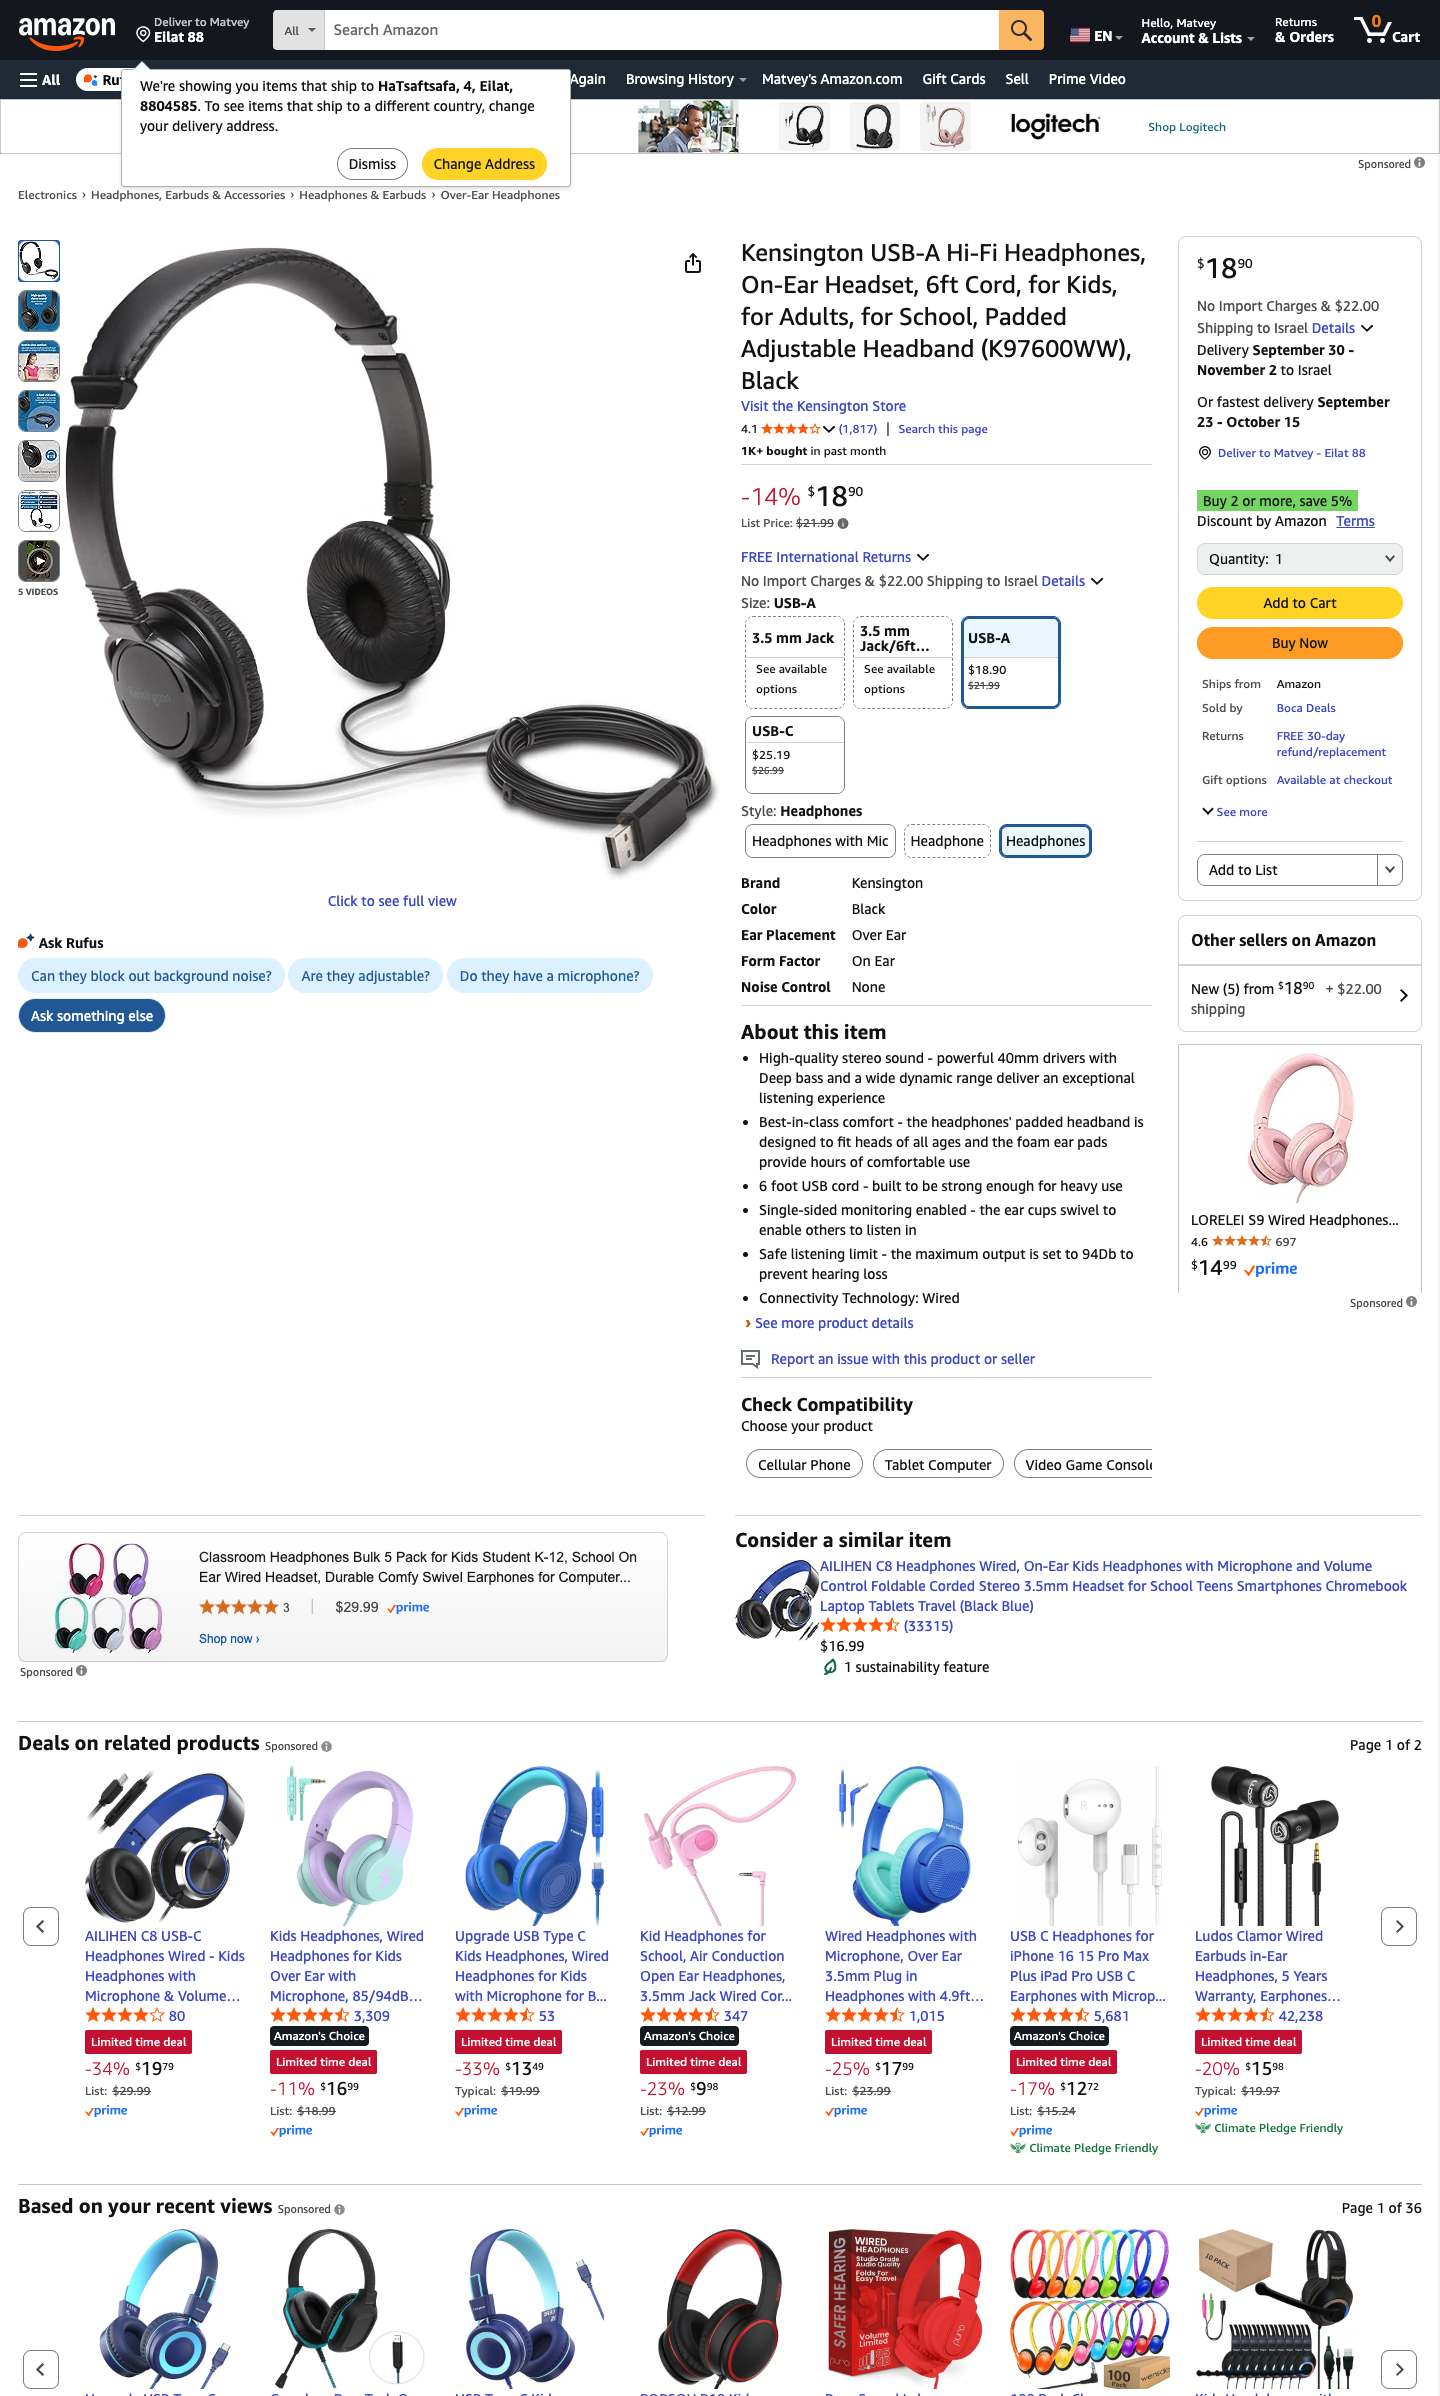 amazon
Deliver to Matvey
Eilat 88
All
Search Amazon
EN
Hello, Matvey
Account & Lists
Returns
& Orders
0
Cart
All
Again
Browsing History
Matvey's Amazon.com
Gift Cards
Sell
Prime Video
We're showing you items that ship to HaTsaftsafa, 4, Eilat,
8804585. To see items that ship to a different country, change
your delivery address.
Dismiss
Change Address
logitech
Shop Logitech
Sponsored
Electronics › Headphones, Earbuds & Accessories › Headphones & Earbuds › Over-Ear Headphones
5 VIDEOS
Kensington
Click to see full view
Ask Rufus
Can they block out background noise?
Are they adjustable?
Do they have a microphone?
Ask something else
Kensington USB-A Hi-Fi Headphones,
On-Ear Headset, 6ft Cord, for Kids,
for Adults, for School, Padded
Adjustable Headband (K97600WW),
Black
Visit the Kensington Store
4.1 (1,817) | Search this page
1K+ bought in past month
-14% $18 90
List Price: $21.99
FREE International Returns
No Import Charges & $22.00 Shipping to Israel Details
Size: USB-A
3.5 mm Jack
See available
options
3.5 mm
Jack/6ft...
See available
options
USB-A
$18.90
$21.99
USB-C
$25.19
$26.99
Style: Headphones
Headphones with Mic
Headphone
Headphones
Brand Kensington
Color Black
Ear Placement Over Ear
Form Factor On Ear
Noise Control None
About this item
• High-quality stereo sound - powerful 40mm drivers with
Deep bass and a wide dynamic range deliver an exceptional
listening experience
• Best-in-class comfort - the headphones' padded headband is
designed to fit heads of all ages and the foam ear pads
provide hours of comfortable use
• 6 foot USB cord - built to be strong enough for heavy use
• Single-sided monitoring enabled - the ear cups swivel to
enable others to listen in
• Safe listening limit - the maximum output is set to 94Db to
prevent hearing loss
• Connectivity Technology: Wired
› See more product details
Report an issue with this product or seller
Check Compatibility
Choose your product
Cellular Phone
Tablet Computer
Video Game Console
$18 90
No Import Charges & $22.00
Shipping to Israel Details
Delivery September 30 -
November 2 to Israel
Or fastest delivery September
23 - October 15
Deliver to Matvey - Eilat 88
Buy 2 or more, save 5%
Discount by Amazon Terms
Quantity: 1
Add to Cart
Buy Now
Ships from Amazon
Sold by Boca Deals
Returns FREE 30-day
refund/replacement
Gift options Available at checkout
See more
Add to List
Other sellers on Amazon
New (5) from $18 90 + $22.00
shipping
LORELEI S9 Wired Headphones...
4.6 697
$14 99 prime
Sponsored
Classroom Headphones Bulk 5 Pack for Kids Student K-12, School On
Ear Wired Headset, Durable Comfy Swivel Earphones for Computer...
3 | $29.99 prime
Shop now ›
Sponsored
Consider a similar item
AILIHEN C8 Headphones Wired, On-Ear Kids Headphones with Microphone and Volume
Control Foldable Corded Stereo 3.5mm Headset for School Teens Smartphones Chromebook
Laptop Tablets Travel (Black Blue)
(33315)
$16.99
1 sustainability feature
Deals on related products Sponsored
Page 1 of 2
AILIHEN C8 USB-C
Headphones Wired - Kids
Headphones with
Microphone & Volume...
80
Limited time deal
-34% $19 79
List: $29.99
prime
Kids Headphones, Wired
Headphones for Kids
Over Ear with
Microphone, 85/94dB...
3,309
Amazon's Choice
Limited time deal
-11% $16 99
List: $18.99
prime
Upgrade USB Type C
Kids Headphones, Wired
Headphones for Kids
with Microphone for B...
53
Limited time deal
-33% $13 49
Typical: $19.99
prime
Kid Headphones for
School, Air Conduction
Open Ear Headphones,
3.5mm Jack Wired Cor...
347
Amazon's Choice
Limited time deal
-23% $9 98
List: $12.99
prime
Wired Headphones with
Microphone, Over Ear
3.5mm Plug in
Headphones with 4.9ft...
1,015
Limited time deal
-25% $17 99
List: $23.99
prime
USB C Headphones for
iPhone 16 15 Pro Max
Plus iPad Pro USB C
Earphones with Microp...
5,681
Amazon's Choice
Limited time deal
-17% $12 72
List: $15.24
prime
Climate Pledge Friendly
Ludos Clamor Wired
Earbuds in-Ear
Headphones, 5 Years
Warranty, Earphones...
42,238
Limited time deal
-20% $15 98
Typical: $19.97
prime
Climate Pledge Friendly
Based on your recent views Sponsored
Page 1 of 36
SAFER HEARING
WIRED
HEADPHONES
Studio Grade
Audio Quality
Folds For
Easy Travel
Volume
Limited
puro
100
Pack
10 PACK